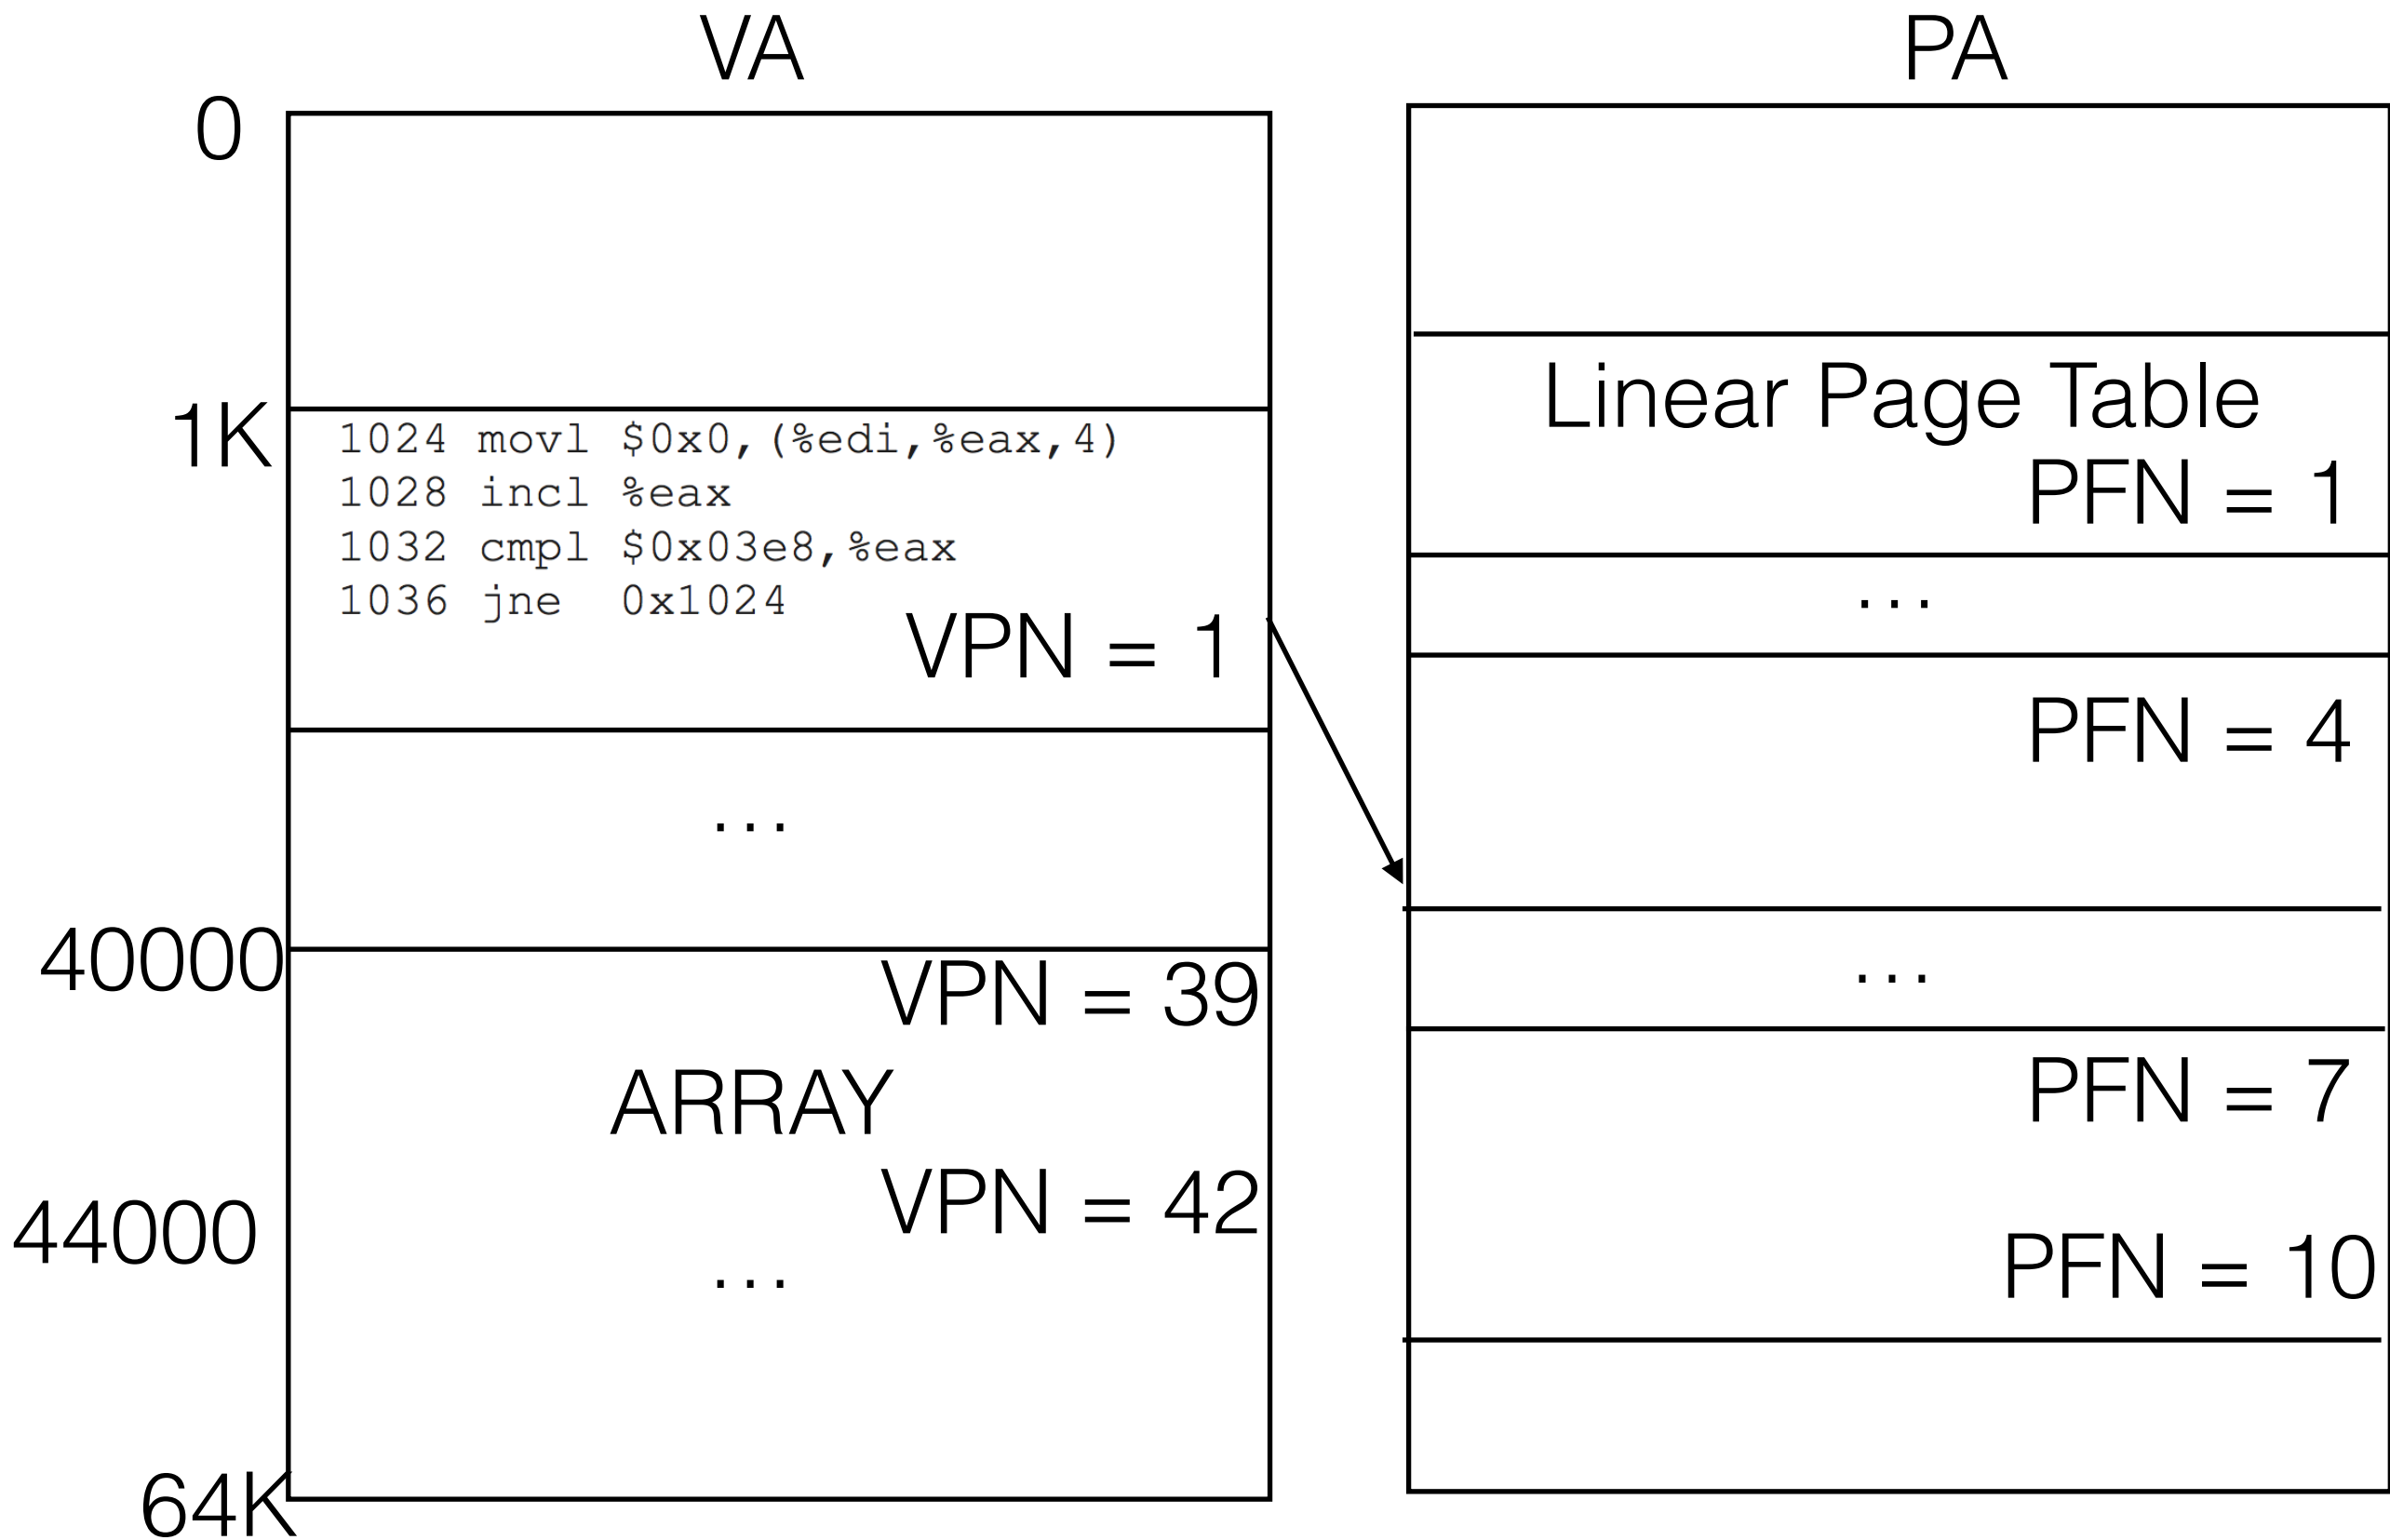 VA
0
1K
1024 movl $0x0,(%edi,%eax,4)
1028 incl %eax
1032 cmpl $0x03e8,%eax
1036 jne 0x1024
VPN = 1
...
40000
VPN = 39
ARRAY
VPN = 42
44000
...
64K
PA
Linear Page Table
PFN = 1
...
PFN = 4
...
PFN = 7
PFN = 10